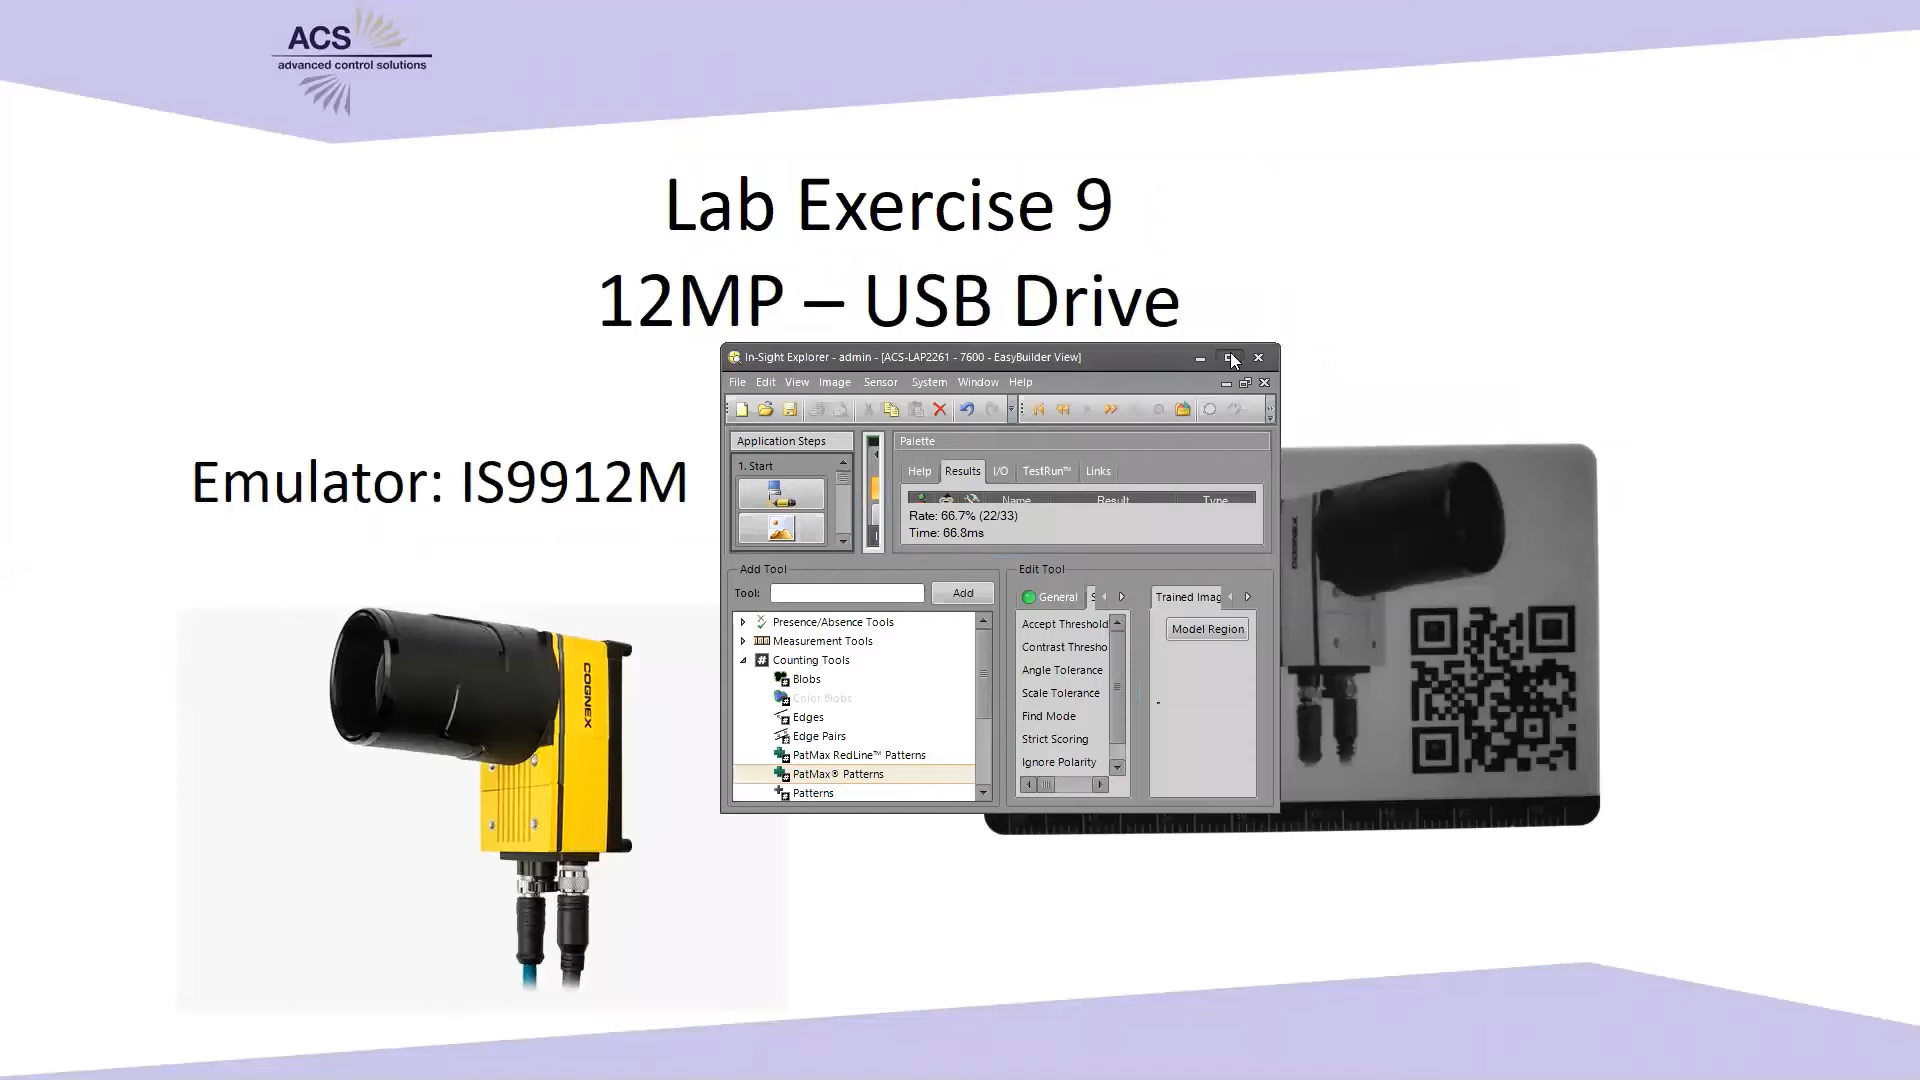 ACS
advanced control solutions
Lab Exercise 9
12MP – USB Drive
Emulator: IS9912M
COGNEX
In-Sight Explorer - admin - [ACS-LAP2261 - 7600 - EasyBuilder View]
File Edit View Image Sensor System Window Help
Application Steps
1. Start
Palette
Help Results I/O TestRun™ Links
Name Result Type
Rate: 66.7% (22/33)
Time: 66.8ms
Add Tool
Tool:
Add
Presence/Absence Tools
Measurement Tools
Counting Tools
Blobs
Color Blobs
Edges
Edge Pairs
PatMax RedLine™ Patterns
PatMax® Patterns
Patterns
Edit Tool
General S
Accept Threshold
Contrast Thresho
Angle Tolerance
Scale Tolerance
Find Mode
Strict Scoring
Ignore Polarity
Trained Imag
Model Region
COGNEX